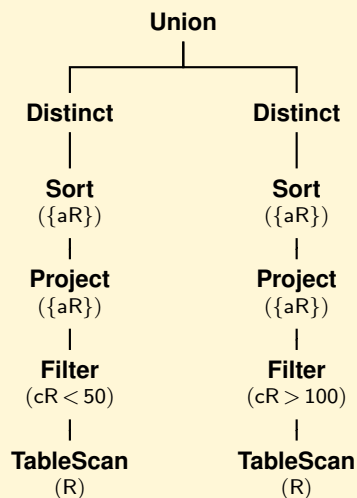 Union
Distinct Distinct
Sort Sort
({aR}) ({aR})
Project Project
({aR}) ({aR})
Filter Filter
(cR < 50) (cR > 100)
TableScan TableScan
(R) (R)